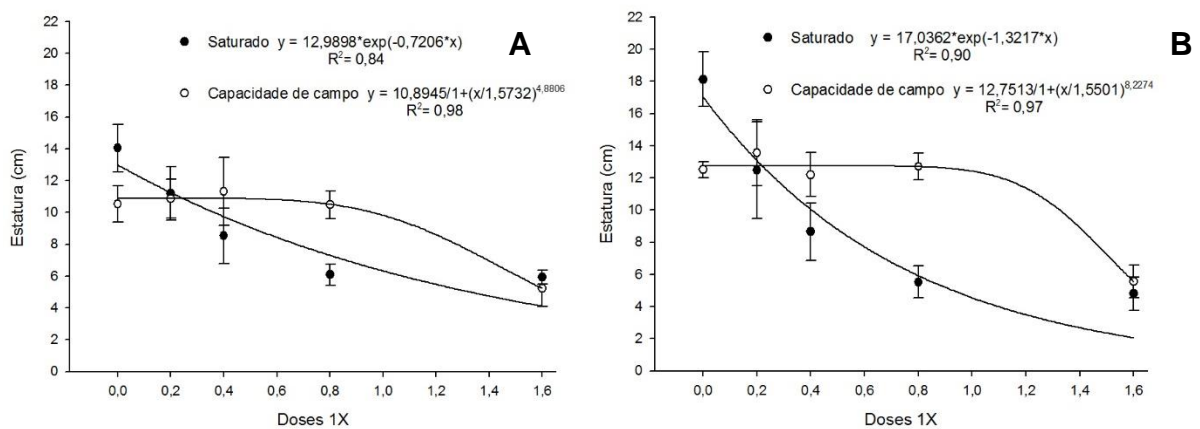 A
Saturado y = 12,9898*exp(-0,7206*x)
R²= 0,84
Capacidade de campo y = 10,8945/1+(x/1,5732)^4,8806
R²= 0,98
Estatura (cm)
22
20
18
16
14
12
10
8
6
4
2
0
0,0 0,2 0,4 0,6 0,8 1,0 1,2 1,4 1,6
Doses 1X
B
Saturado y = 17,0362*exp(-1,3217*x)
R²= 0,90
Capacidade de campo y = 12,7513/1+(x/1,5501)^8,2274
R²= 0,97
Estatura (cm)
22
20
18
16
14
12
10
8
6
4
2
0
0,0 0,2 0,4 0,6 0,8 1,0 1,2 1,4 1,6
Doses 1X